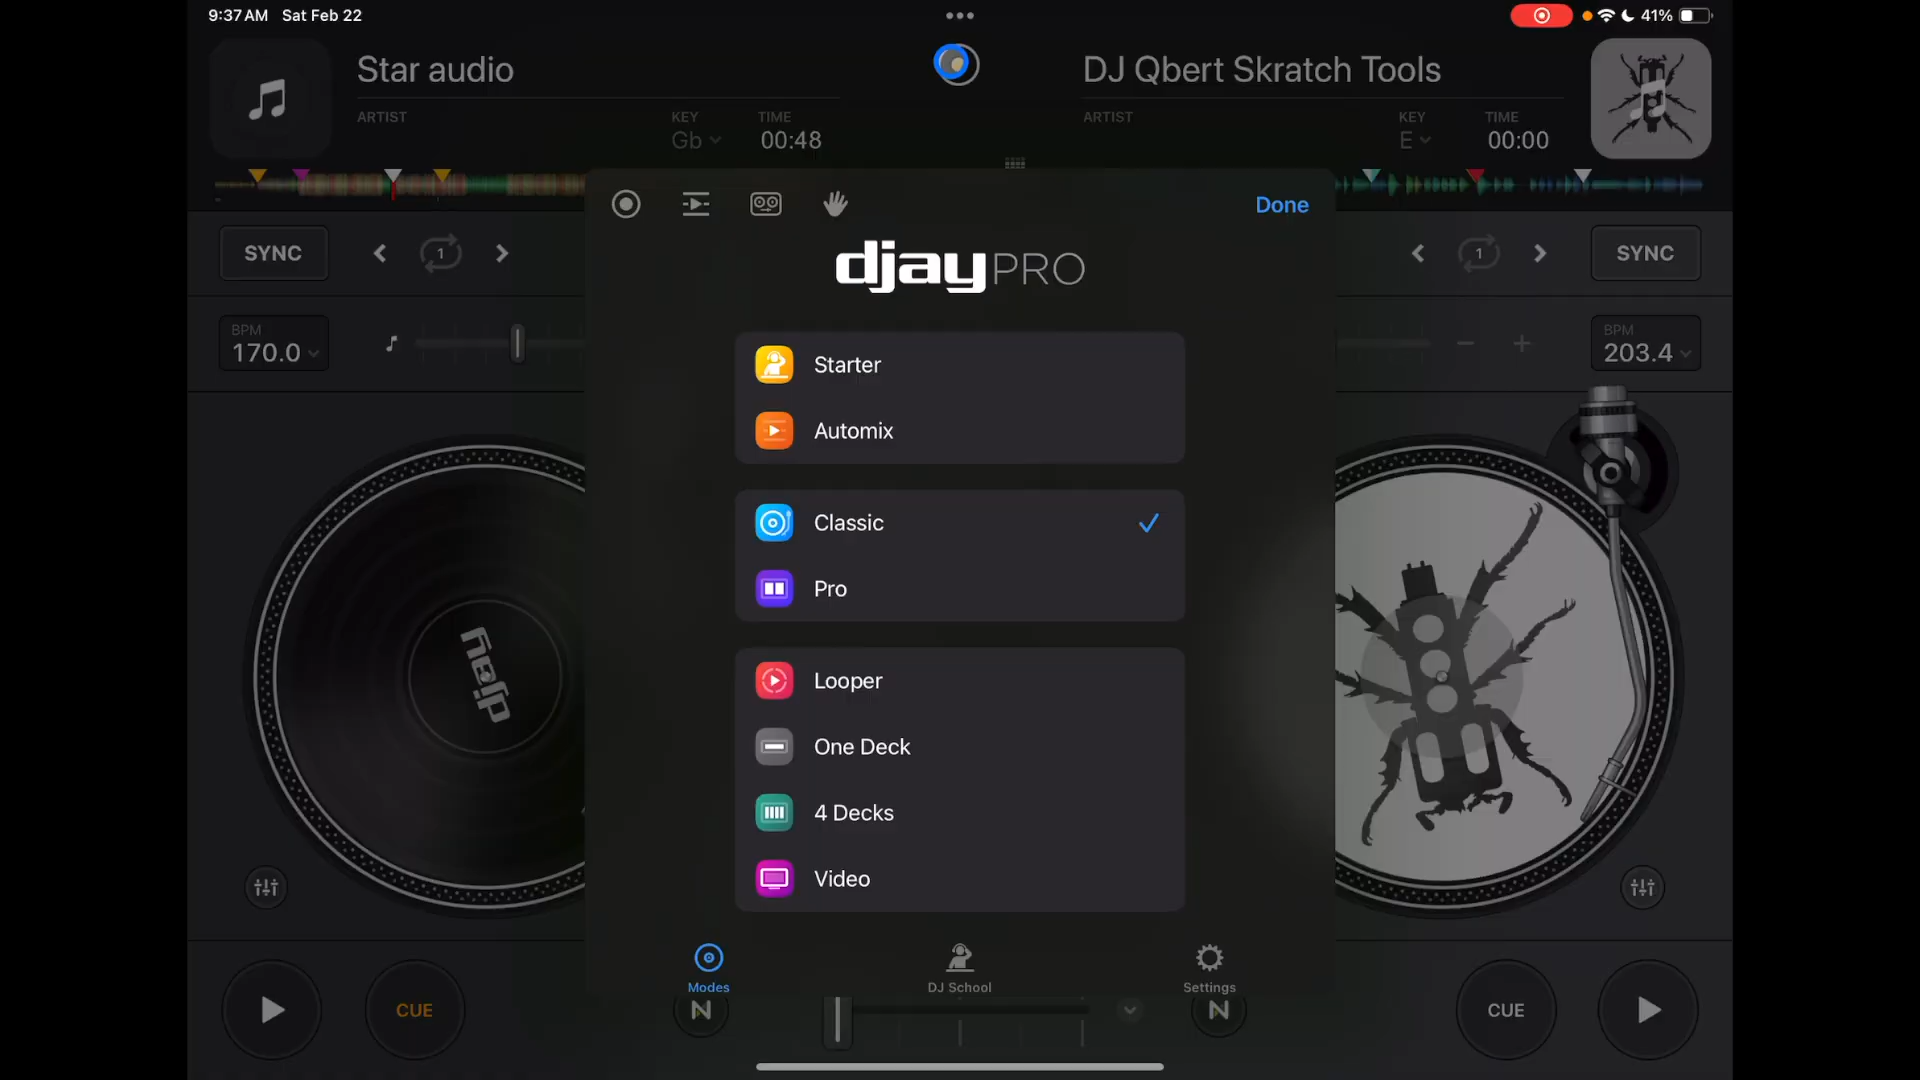 9:37 AM Sat Feb 22
41%
Star audio
DJ Qbert Skratch Tools
ARTIST
KEY
TIME
Gb
00:48
ARTIST
KEY
TIME
E
00:00
Done
SYNC
1
djay PRO
1
SYNC
BPM
170.0
BPM
203.4
Starter
Automix
Classic
Pro
Looper
One Deck
4 Decks
Video
djay
Modes
DJ School
Settings
CUE
N
N
CUE